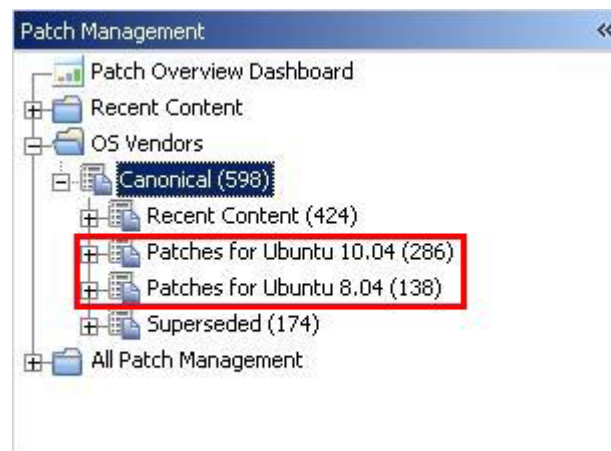 Patch Management
Patch Overview Dashboard
Recent Content
OS Vendors
Canonical (598)
Recent Content (424)
Patches for Ubuntu 10.04 (286)
Patches for Ubuntu 8.04 (138)
Superseded (174)
All Patch Management